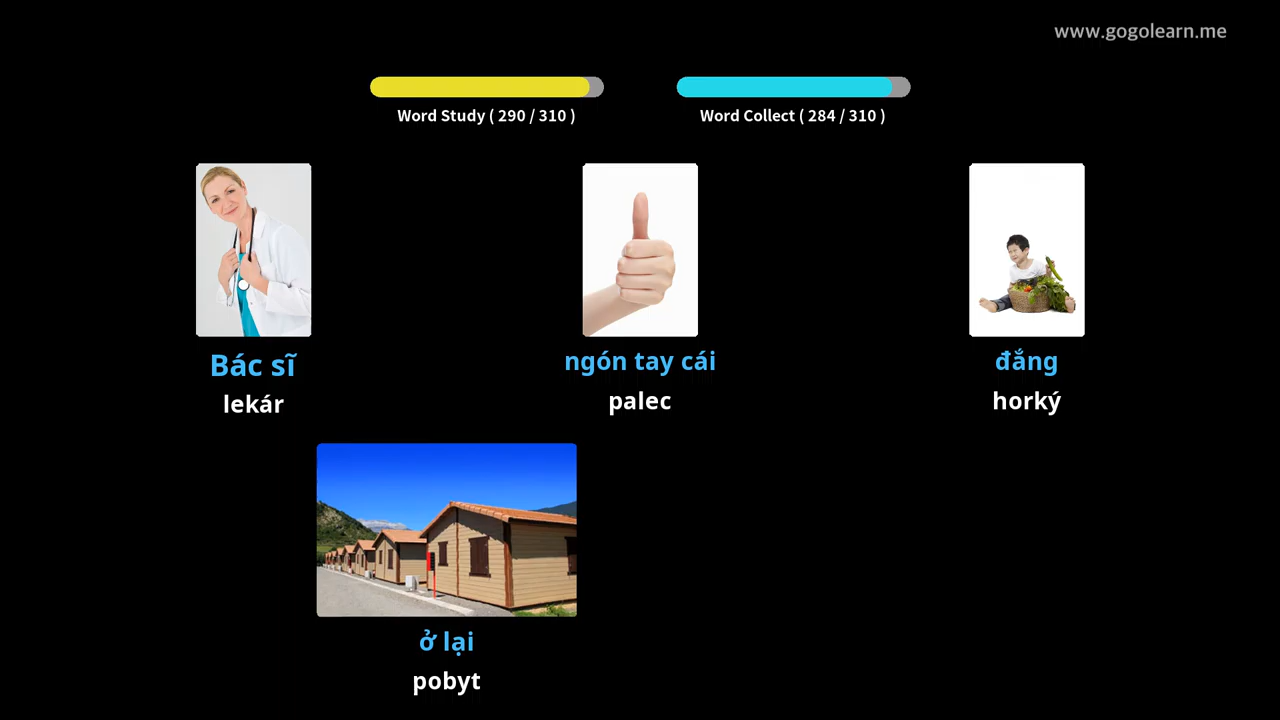 www.gogolearn.me
Word Study ( 290 / 310 )
Word Collect ( 284 / 310 )
Bác sĩ
lekár
ngón tay cái
palec
đắng
horký
ở lại
pobyt